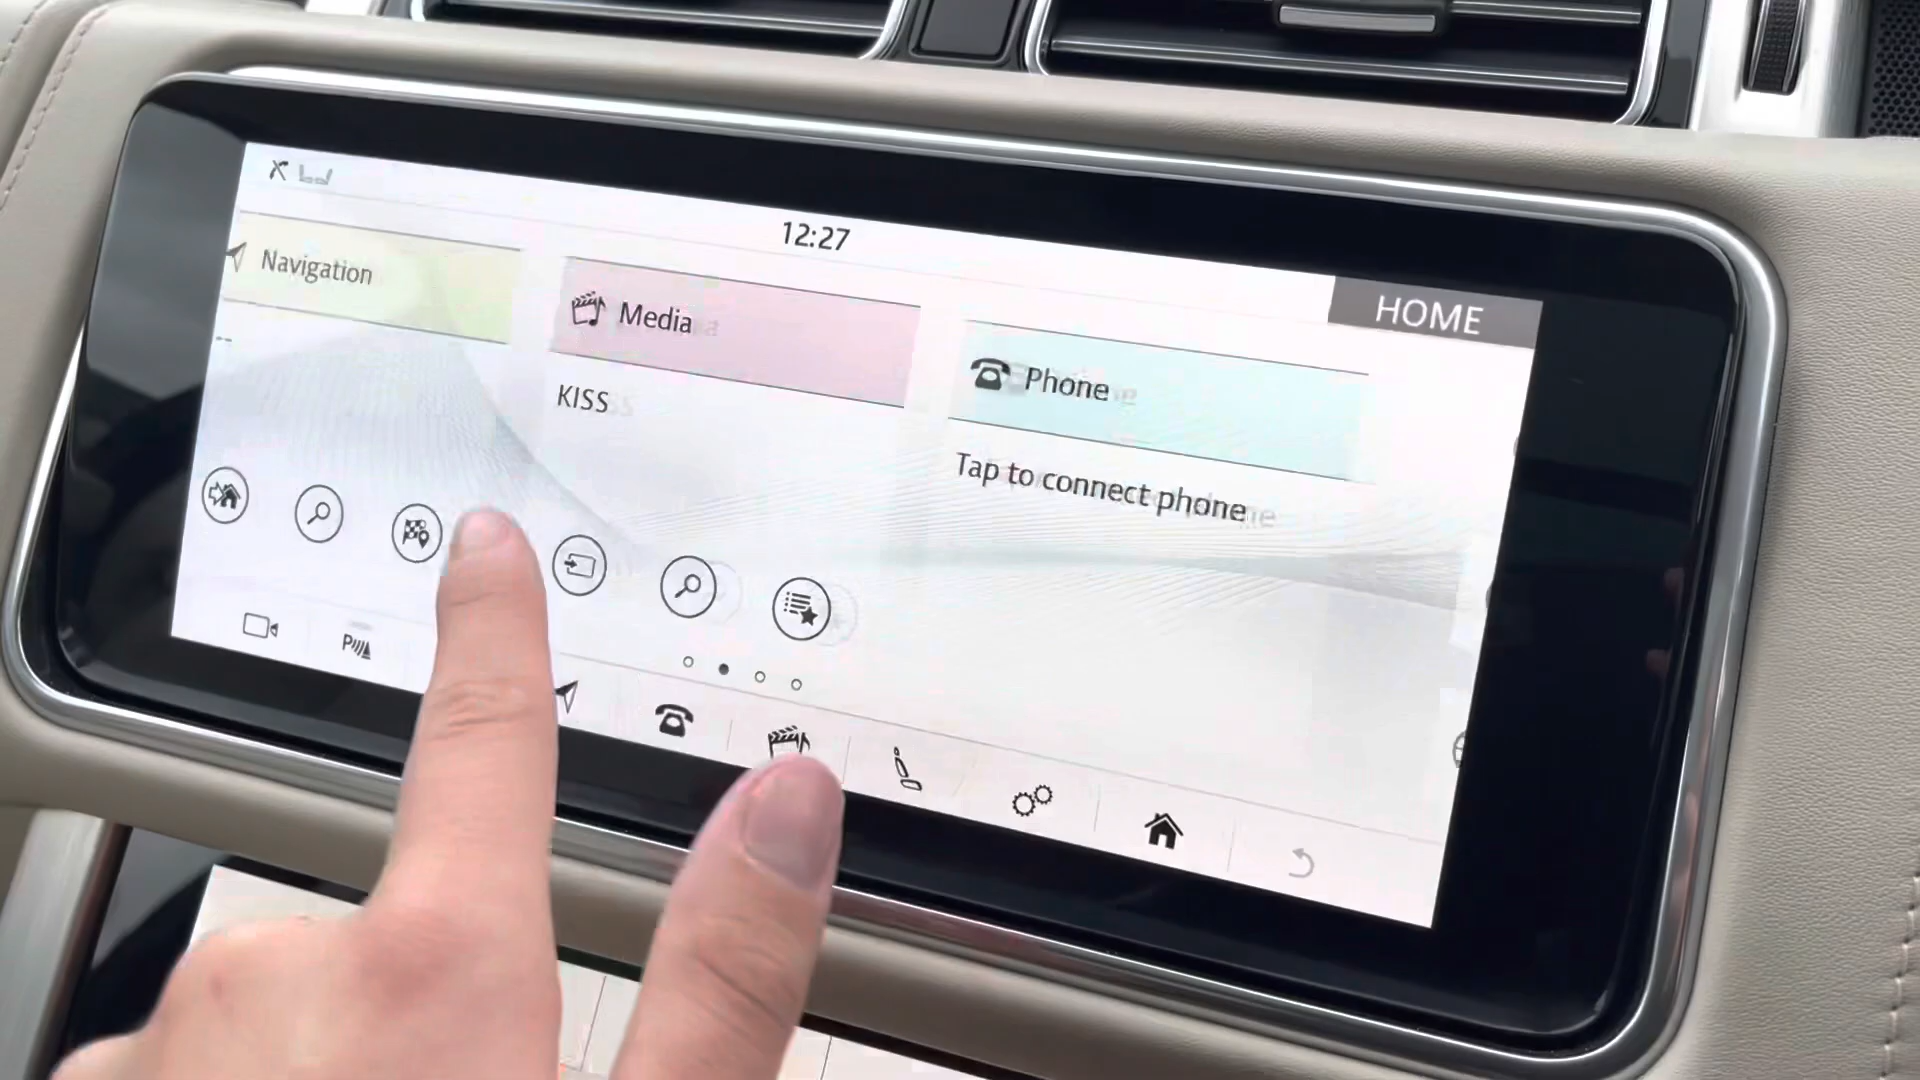 12:27
HOME
Navigation
Media
Phone
--
KISS
Tap to connect phone
P